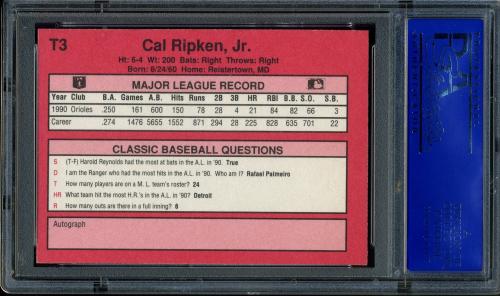 T3
Cal Ripken, Jr.
Ht: 6-4 Wt: 200 Bats: Right Throws: Right
Born: 8/24/60 Home: Reistertown, MD
MAJOR LEAGUE RECORD
Year Club B.A. Games A.B. Hits Runs 2B 3B HR RBI B.B. S.O. S.B.
1990 Orioles .250 161 600 150 78 28 4 21 84 82 66 3
Career .274 1476 5655 1552 871 294 28 225 828 635 701 22
CLASSIC BASEBALL QUESTIONS
S (T-F) Harold Reynolds had the most at bats in the A.L. in '90. True
D I am the Ranger who had the most hits in the A.L. in '90. Who am I? Rafael Palmeiro
T How many players are on a M. L. team's roster? 24
HR What team hit the most H.R.'s in the A.L. in '90? Detroit
R How many outs are there in a full inning? 6
Autograph